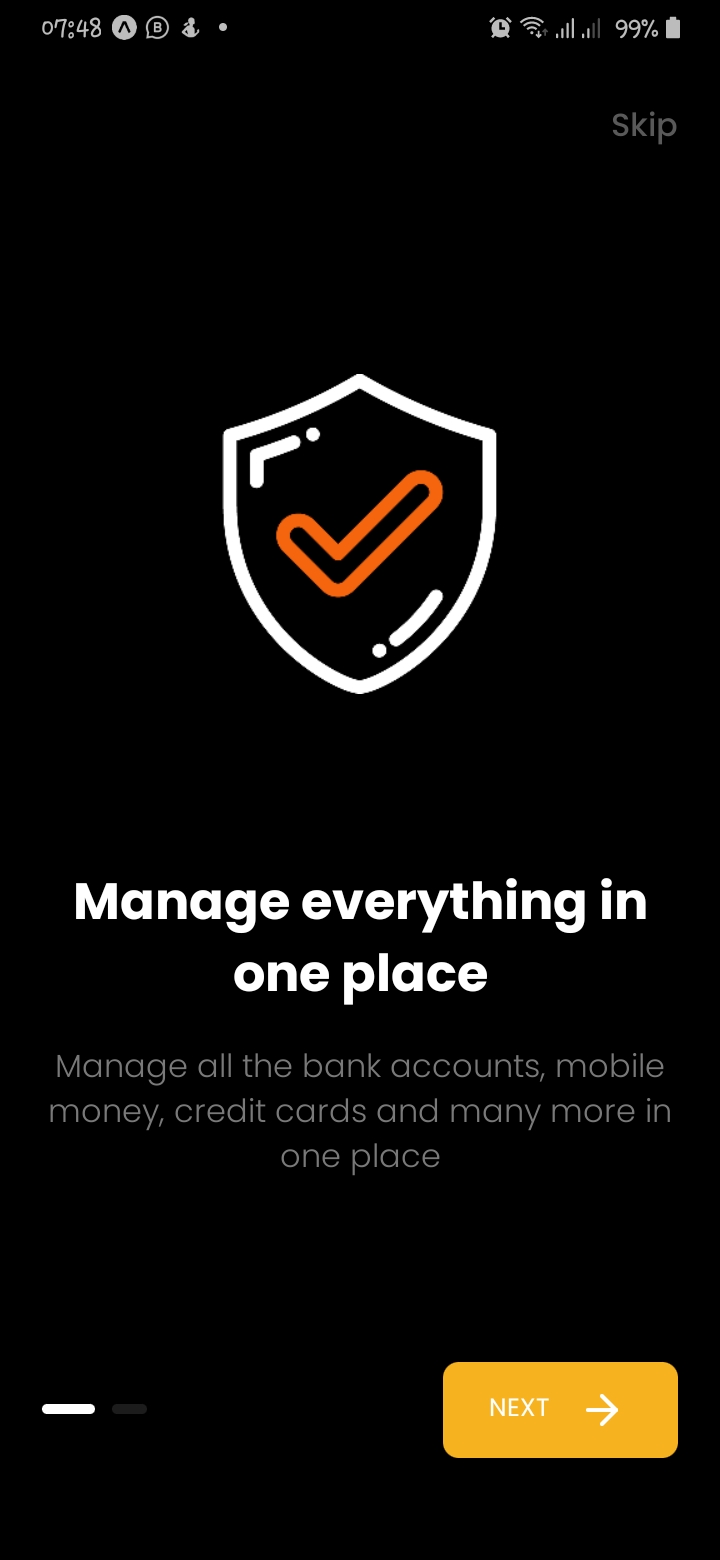 07:48
99%
Skip
Manage everything in
one place
Manage all the bank accounts, mobile
money, credit cards and many more in
one place
NEXT